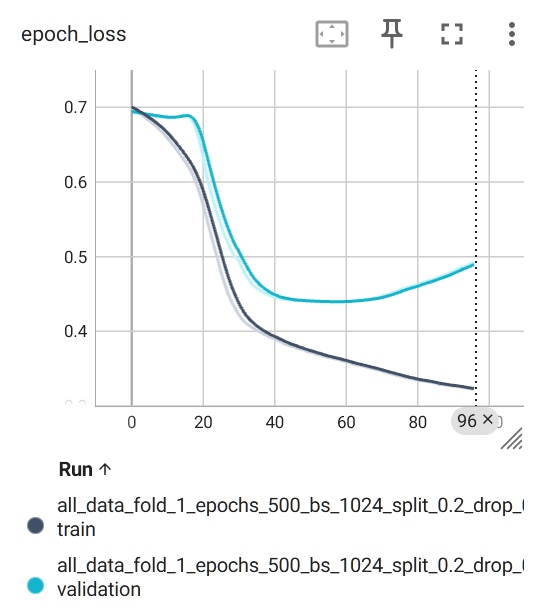 epoch_loss
0.7
0.6
0.5
0.4
0 20 40 60 80 96 ×
Run ↑
all_data_fold_1_epochs_500_bs_1024_split_0.2_drop_
train
all_data_fold_1_epochs_500_bs_1024_split_0.2_drop_
validation